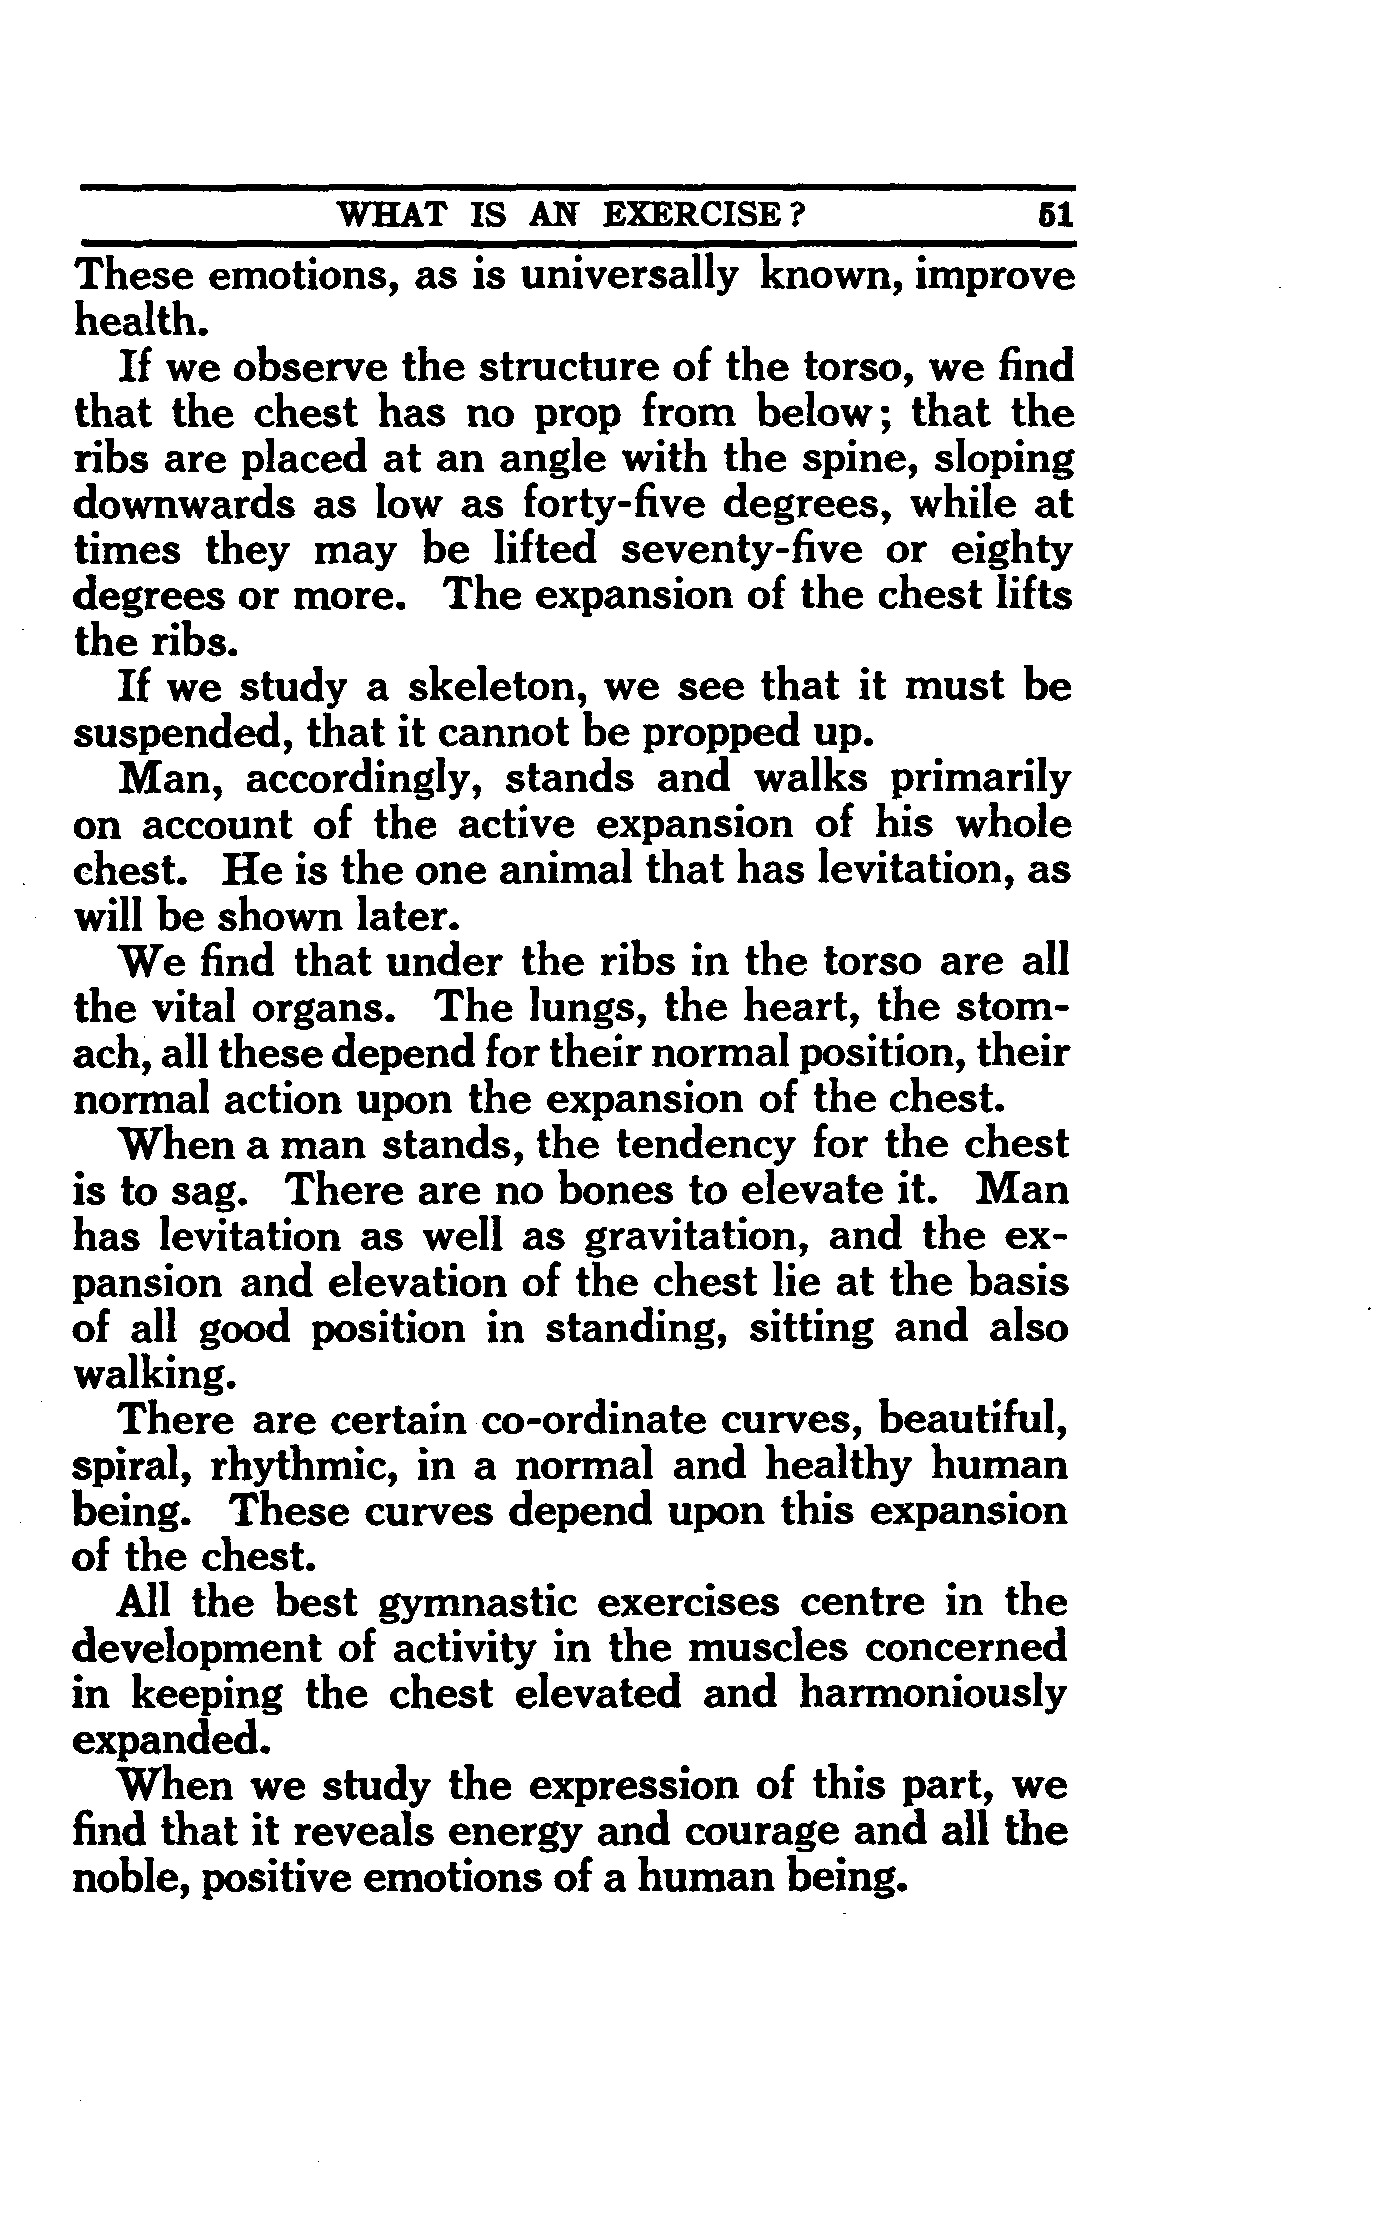 WHAT IS AN EXERCISE? 51
These emotions, as is universally known, improve
health.
If we observe the structure of the torso, we find
that the chest has no prop from below; that the
ribs are placed at an angle with the spine, sloping
downwards as low as forty-five degrees, while at
times they may be lifted seventy-five or eighty
degrees or more. The expansion of the chest lifts
the ribs.
If we study a skeleton, we see that it must be
suspended, that it cannot be propped up.
Man, accordingly, stands and walks primarily
on account of the active expansion of his whole
chest. He is the one animal that has levitation, as
will be shown later.
We find that under the ribs in the torso are all
the vital organs. The lungs, the heart, the stom-
ach, all these depend for their normal position, their
normal action upon the expansion of the chest.
When a man stands, the tendency for the chest
is to sag. There are no bones to elevate it. Man
has levitation as well as gravitation, and the ex-
pansion and elevation of the chest lie at the basis
of all good position in standing, sitting and also
walking.
There are certain co-ordinate curves, beautiful,
spiral, rhythmic, in a normal and healthy human
being. These curves depend upon this expansion
of the chest.
All the best gymnastic exercises centre in the
development of activity in the muscles concerned
in keeping the chest elevated and harmoniously
expanded.
When we study the expression of this part, we
find that it reveals energy and courage and all the
noble, positive emotions of a human being.